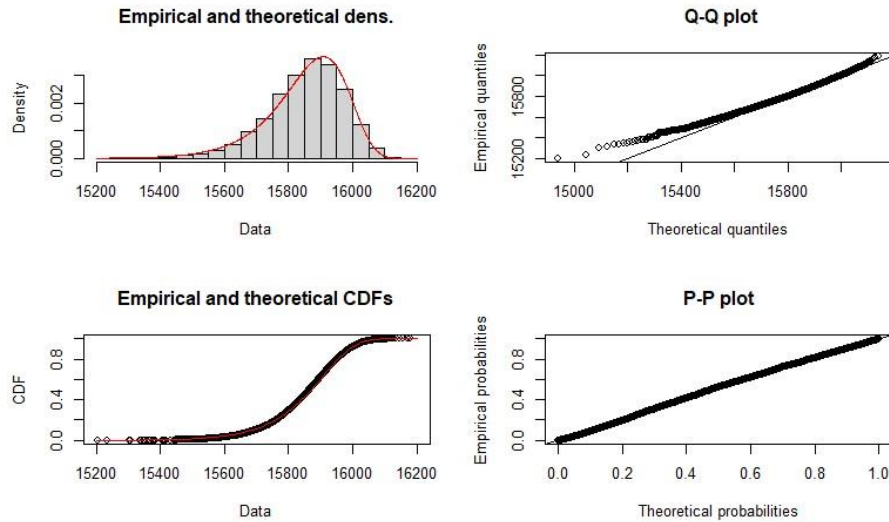 Empirical and theoretical dens.
Density
0.000
0.002
15200 15400 15600 15800 16000 16200
Data
Q-Q plot
Empirical quantiles
15200
15800
15000 15400 15800
Theoretical quantiles
Empirical and theoretical CDFs
CDF
0.0
0.4
0.8
15200 15400 15600 15800 16000 16200
Data
P-P plot
Empirical probabilities
0.0
0.4
0.8
0.0 0.2 0.4 0.6 0.8 1.0
Theoretical probabilities